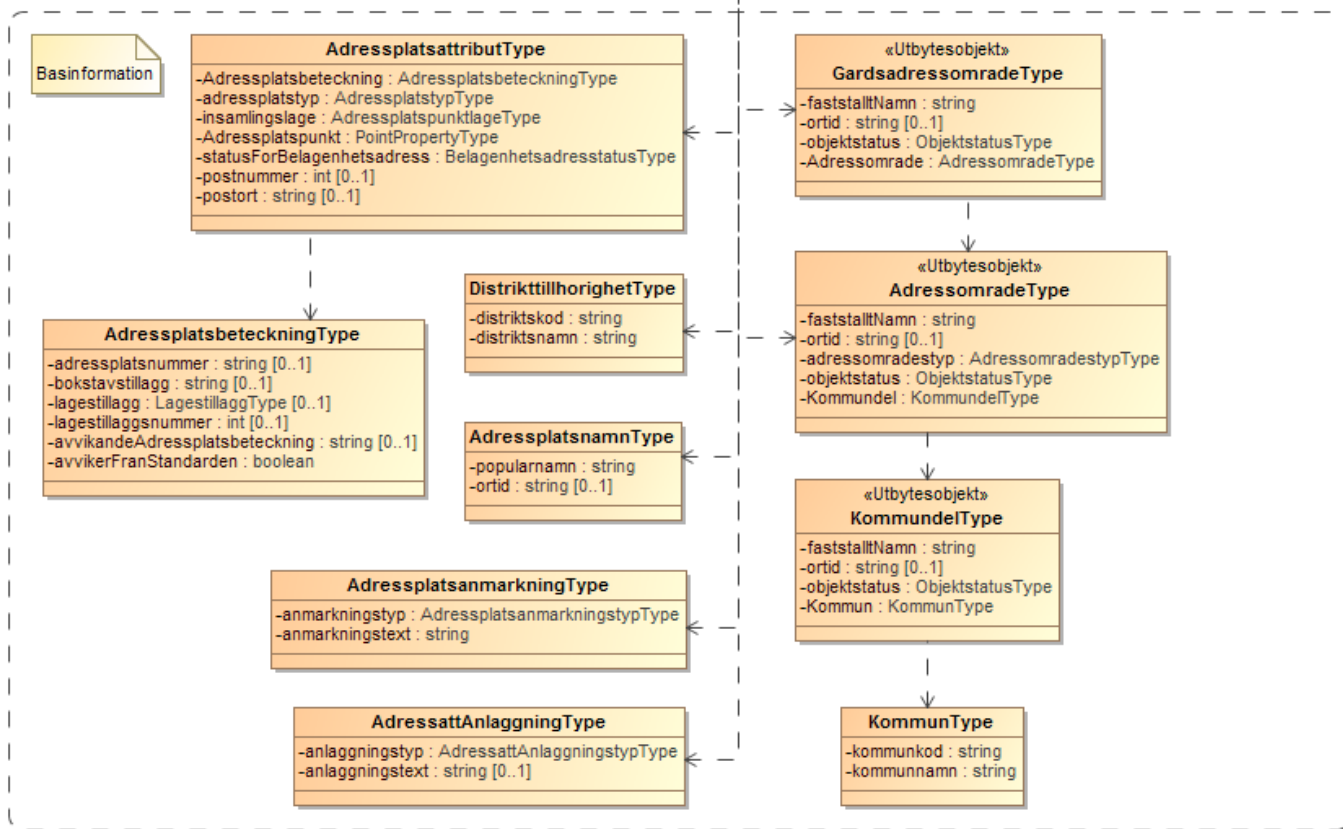 Basinformation
AdressplatsattributType
-Adressplatsbeteckning : AdressplatsbeteckningType
-adressplatstyp : AdressplatstypType
-insamlingslage : AdressplatspunktlageType
-Adressplatspunkt : PointPropertyType
-statusForBelagenhetsadress : BelagenhetsadresstatusType
-postnummer : int [0..1]
-postort : string [0..1]
«Utbytesobjekt»
GardsadressomradeType
-faststalltNamn : string
-ortid : string [0..1]
-objektstatus : ObjektstatusType
-Adressomrade : AdressomradeType
DistrikttillhorighetType
-distriktskod : string
-distriktsnamn : string
«Utbytesobjekt»
AdressomradeType
-faststalltNamn : string
-ortid : string [0..1]
-adressomradestyp : AdressomradestypType
-objektstatus : ObjektstatusType
-Kommundel : KommundelType
AdressplatsbeteckningType
-adressplatsnummer : string [0..1]
-bokstavstillagg : string [0..1]
-lagestillagg : LagestillaggType [0..1]
-lagestillaggsnummer : int [0..1]
-avvikandeAdressplatsbeteckning : string [0..1]
-avvikerFranStandarden : boolean
AdressplatsnamnType
-popularnamn : string
-ortid : string [0..1]
«Utbytesobjekt»
KommundelType
-faststalltNamn : string
-ortid : string [0..1]
-objektstatus : ObjektstatusType
-Kommun : KommunType
AdressplatsanmarkningType
-anmarkningstyp : AdressplatsanmarkningstypType
-anmarkningstext : string
AdressattAnlaggningType
-anlaggningstyp : AdressattAnlaggningstypType
-anlaggningstext : string [0..1]
KommunType
-kommunkod : string
-kommunnamn : string